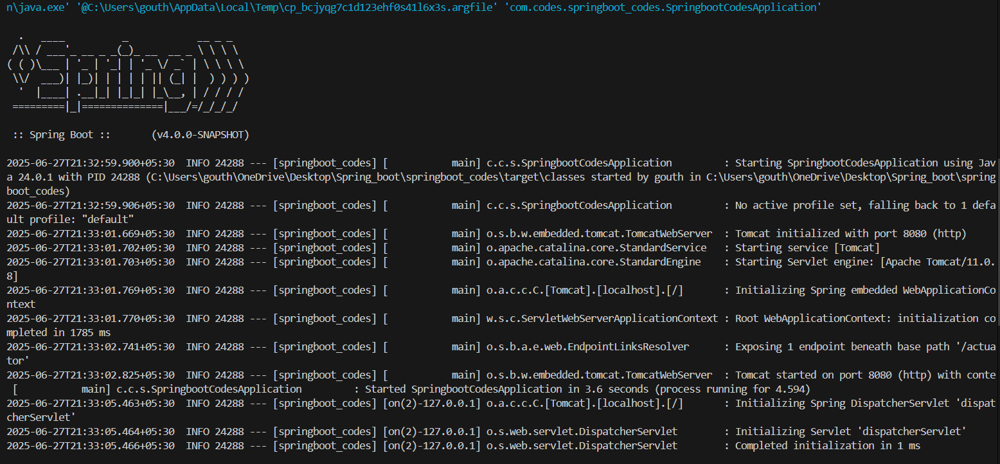 n\java.exe' '@C:\Users\gouth\AppData\Local\Temp\cp_bcjyqg7c1d123ehf0s41l6x3s.argfile' 'com.codes.springboot_codes.SpringbootCodesApplication'

  .   ____          _            __ _ _
 /\\ / ___'_ __ _ _(_)_ __  __ _ \ \ \ \
( ( )\___ | '_ | '_| | '_ \/ _` | \ \ \ \
 \\/  ___)| |_)| | | | | || (_| |  ) ) ) )
  '  |____| .__|_| |_|_| |_\__, | / / / /
 =========|_|==============|___/=/_/_/_/

 :: Spring Boot ::       (v4.0.0-SNAPSHOT)

2025-06-27T21:32:59.900+05:30  INFO 24288 --- [springboot_codes] [           main] c.c.s.SpringbootCodesApplication         : Starting SpringbootCodesApplication using Jav
a 24.0.1 with PID 24288 (C:\Users\gouth\OneDrive\Desktop\Spring_boot\springboot_codes\target\classes started by gouth in C:\Users\gouth\OneDrive\Desktop\Spring_boot\spring
boot_codes)
2025-06-27T21:32:59.906+05:30  INFO 24288 --- [springboot_codes] [           main] c.c.s.SpringbootCodesApplication         : No active profile set, falling back to 1 defa
ult profile: "default"
2025-06-27T21:33:01.669+05:30  INFO 24288 --- [springboot_codes] [           main] o.s.b.w.embedded.tomcat.TomcatWebServer  : Tomcat initialized with port 8080 (http)
2025-06-27T21:33:01.702+05:30  INFO 24288 --- [springboot_codes] [           main] o.apache.catalina.core.StandardService   : Starting service [Tomcat]
2025-06-27T21:33:01.703+05:30  INFO 24288 --- [springboot_codes] [           main] o.apache.catalina.core.StandardEngine    : Starting Servlet engine: [Apache Tomcat/11.0.
8]
2025-06-27T21:33:01.769+05:30  INFO 24288 --- [springboot_codes] [           main] o.a.c.c.C.[Tomcat].[localhost].[/]       : Initializing Spring embedded WebApplicationCo
ntext
2025-06-27T21:33:01.770+05:30  INFO 24288 --- [springboot_codes] [           main] w.s.c.ServletWebServerApplicationContext : Root WebApplicationContext: initialization co
mpleted in 1785 ms
2025-06-27T21:33:02.741+05:30  INFO 24288 --- [springboot_codes] [           main] o.s.b.a.e.web.EndpointLinksResolver      : Exposing 1 endpoint beneath base path '/actua
tor'
2025-06-27T21:33:02.825+05:30  INFO 24288 --- [springboot_codes] [           main] o.s.b.w.embedded.tomcat.TomcatWebServer  : Tomcat started on port 8080 (http) with conte
 [           main] c.c.s.SpringbootCodesApplication         : Started SpringbootCodesApplication in 3.6 seconds (process running for 4.594)
2025-06-27T21:33:05.463+05:30  INFO 24288 --- [springboot_codes] [on(2)-127.0.0.1] o.a.c.c.C.[Tomcat].[localhost].[/]       : Initializing Spring DispatcherServlet 'dispat
cherServlet'
2025-06-27T21:33:05.464+05:30  INFO 24288 --- [springboot_codes] [on(2)-127.0.0.1] o.s.web.servlet.DispatcherServlet        : Initializing Servlet 'dispatcherServlet'
2025-06-27T21:33:05.466+05:30  INFO 24288 --- [springboot_codes] [on(2)-127.0.0.1] o.s.web.servlet.DispatcherServlet        : Completed initialization in 1 ms